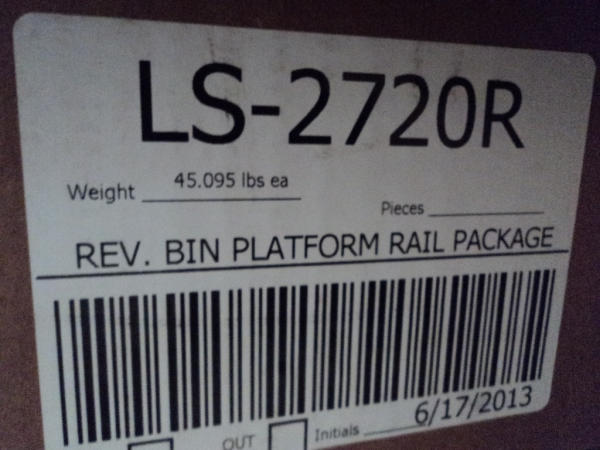 LS-2720R
Weight 45.095 lbs ea
Pieces
REV. BIN PLATFORM RAIL PACKAGE
6/17/2013
OUT Initials